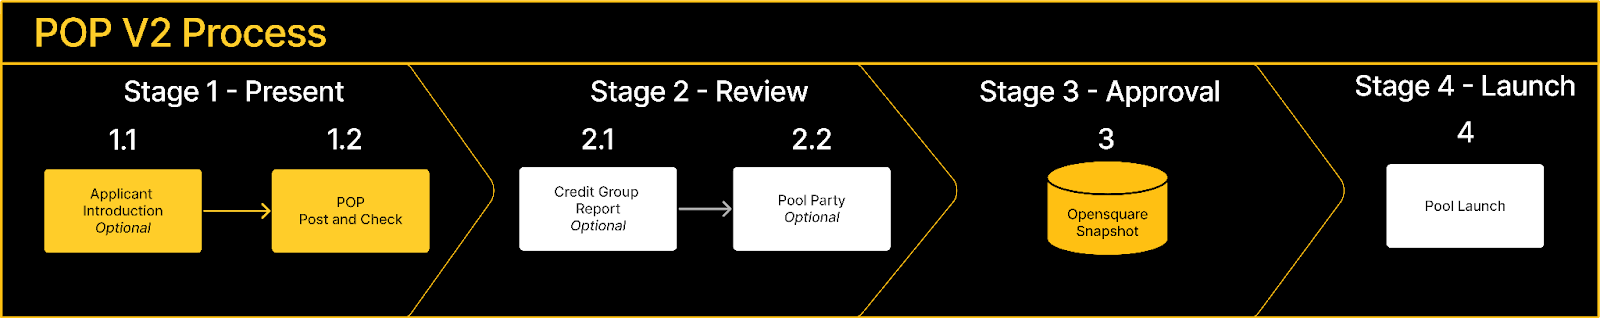 POP V2 Process
Stage 1 - Present
1.1
Applicant
Introduction
Optional
1.2
POP
Post and Check
Stage 2 - Review
2.1
Credit Group
Report
Optional
2.2
Pool Party
Optional
Stage 3 - Approval
3
Opensquare
Snapshot
Stage 4 - Launch
4
Pool Launch